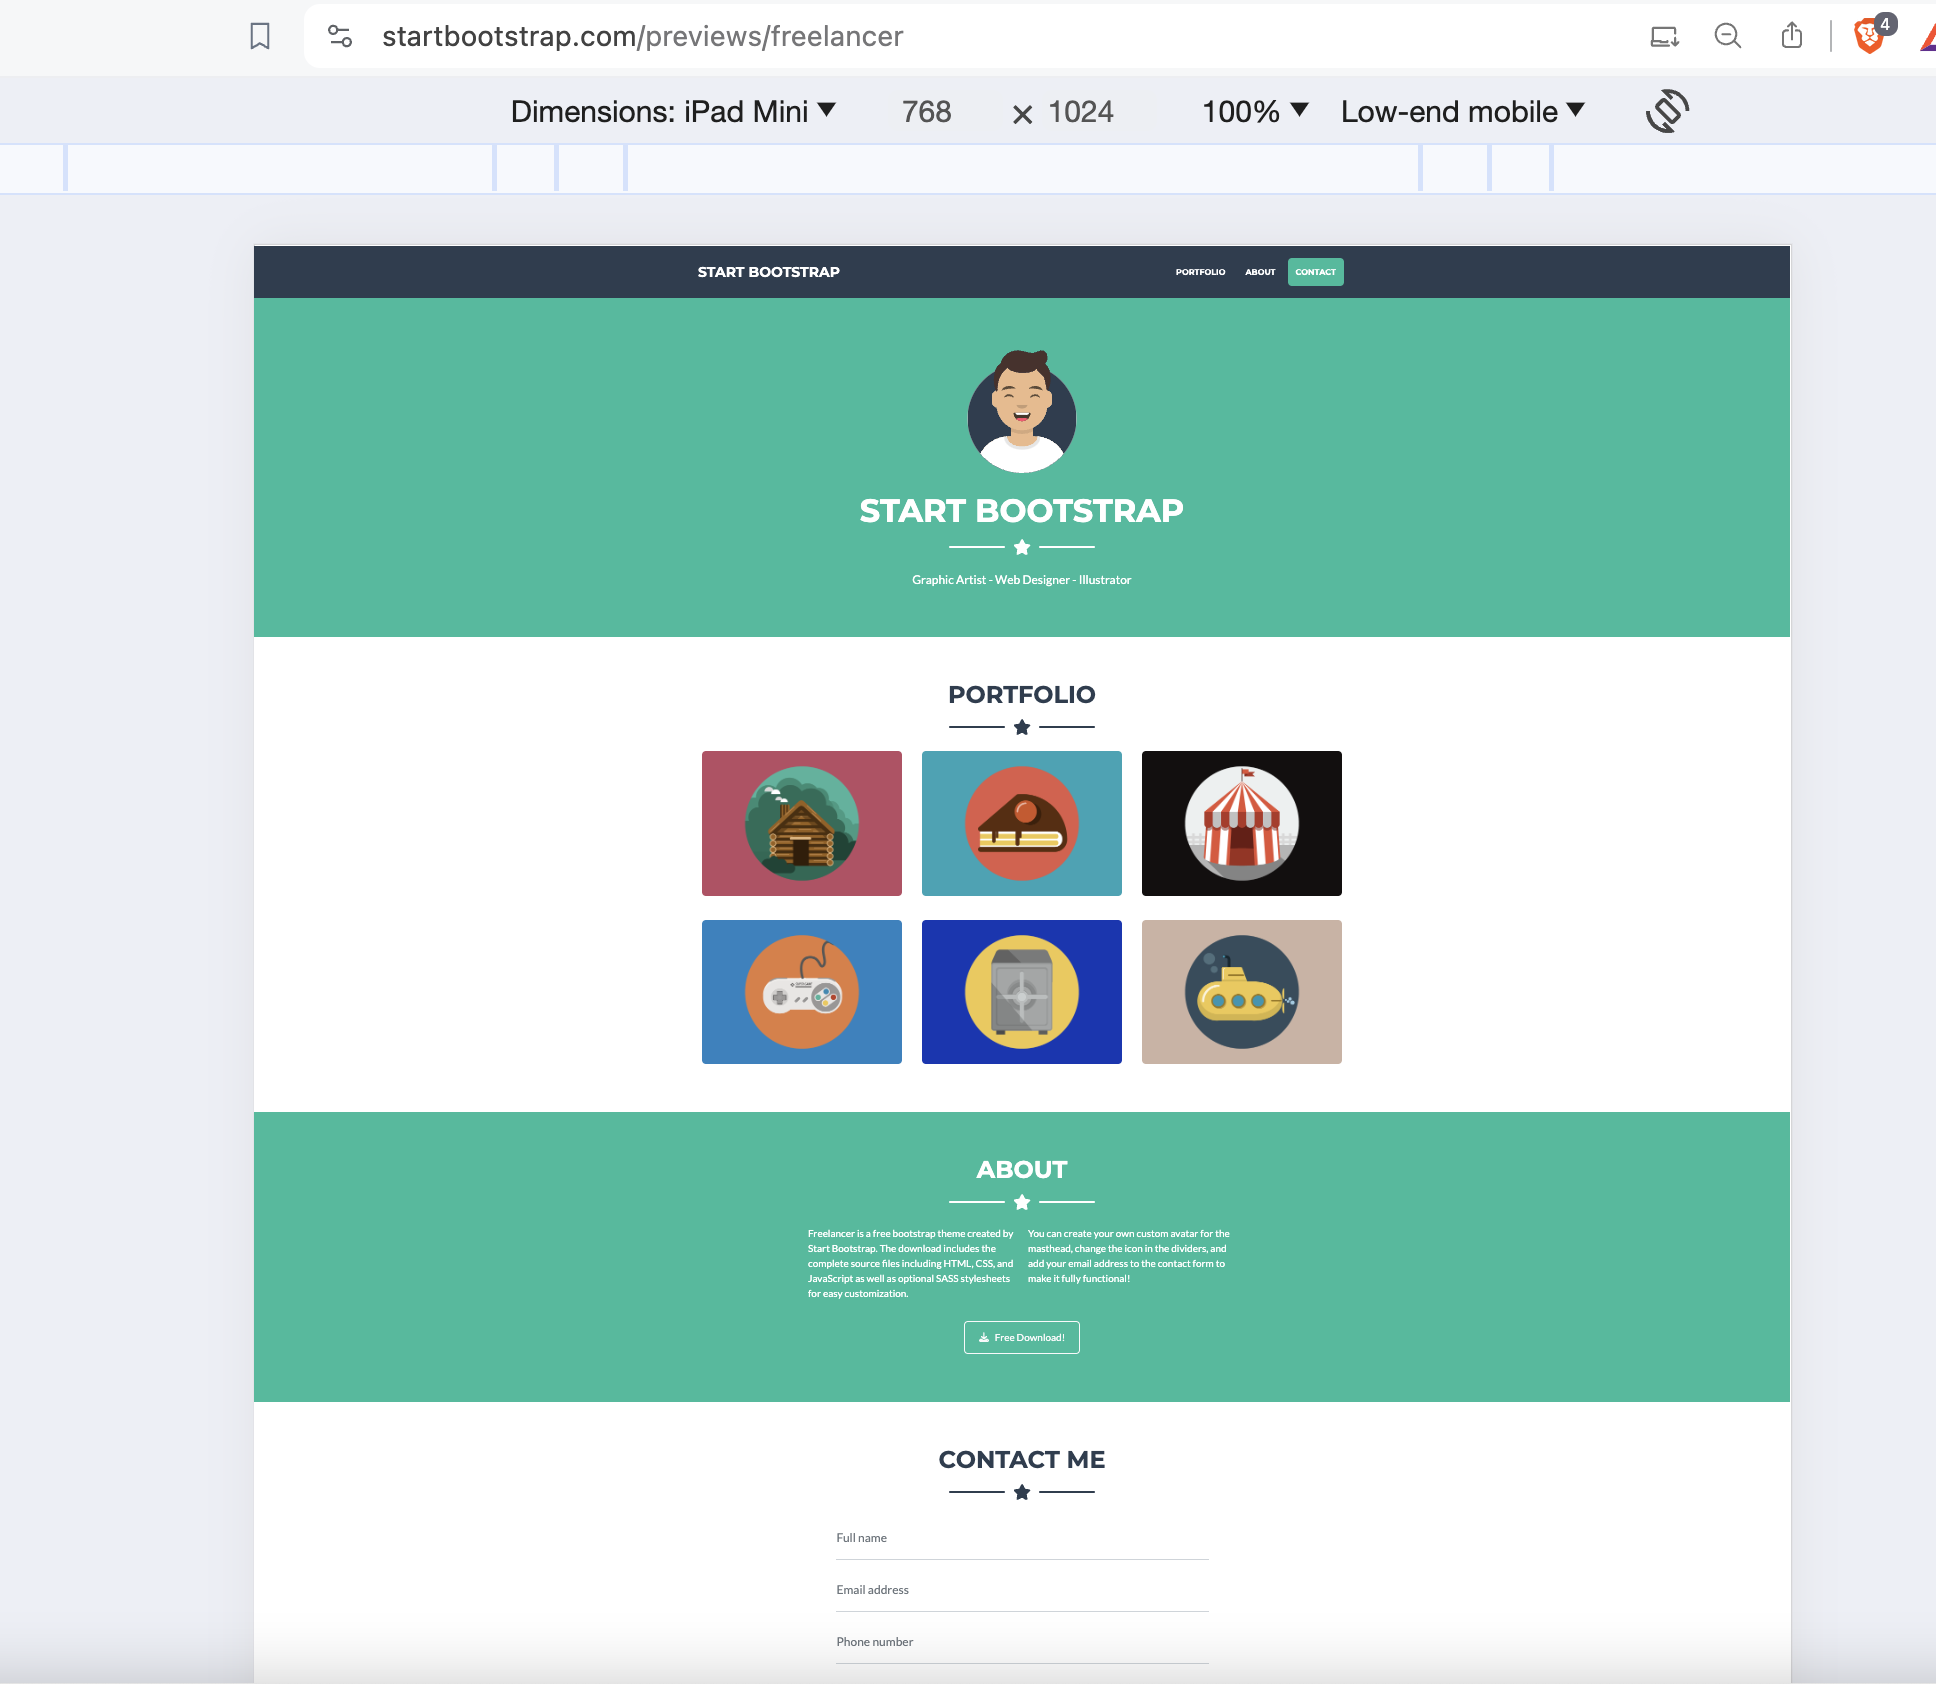 startbootstrap.com/previews/freelancer
4
Dimensions: iPad Mini 768 × 1024 100% Low-end mobile
START BOOTSTRAP PORTFOLIO ABOUT CONTACT
START BOOTSTRAP
Graphic Artist - Web Designer - Illustrator
PORTFOLIO
ABOUT
Freelancer is a free bootstrap theme created by
Start Bootstrap. The download includes the
complete source files including HTML, CSS, and
JavaScript as well as optional SASS stylesheets
for easy customization.
You can create your own custom avatar for the
masthead, change the icon in the dividers, and
add your email address to the contact form to
make it fully functional!
Free Download!
CONTACT ME
Full name
Email address
Phone number